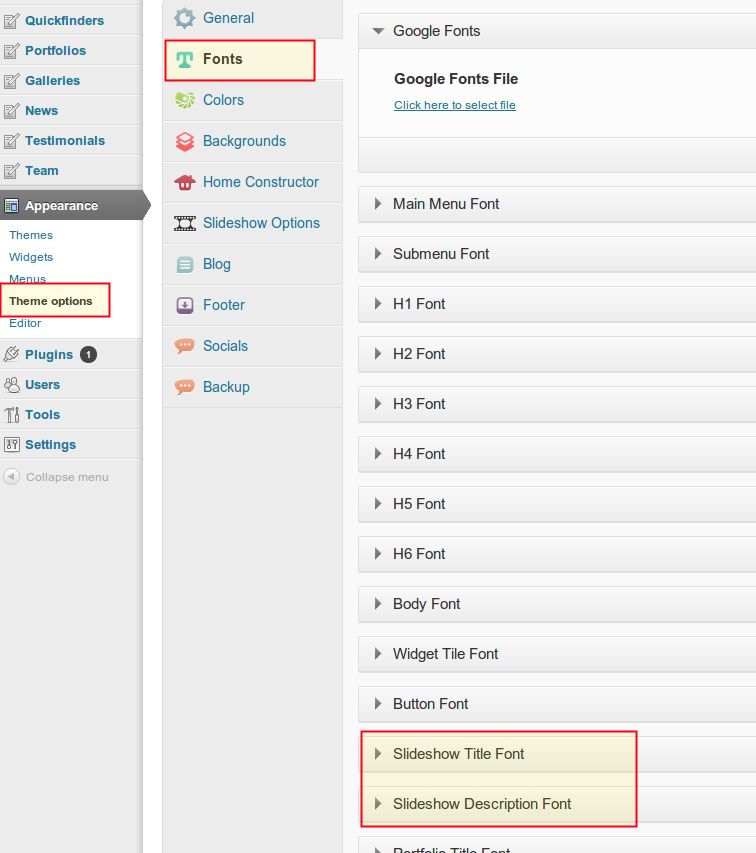 Quickfinders
Portfolios
Galleries
News
Testimonials
Team
Appearance
Themes
Widgets
Menus
Theme options
Editor
Plugins 1
Users
Tools
Settings
Collapse menu
General
Fonts
Colors
Backgrounds
Home Constructor
Slideshow Options
Blog
Footer
Socials
Backup
Google Fonts
Google Fonts File
Click here to select file
Main Menu Font
Submenu Font
H1 Font
H2 Font
H3 Font
H4 Font
H5 Font
H6 Font
Body Font
Widget Tile Font
Button Font
Slideshow Title Font
Slideshow Description Font
Portfolio Title Font